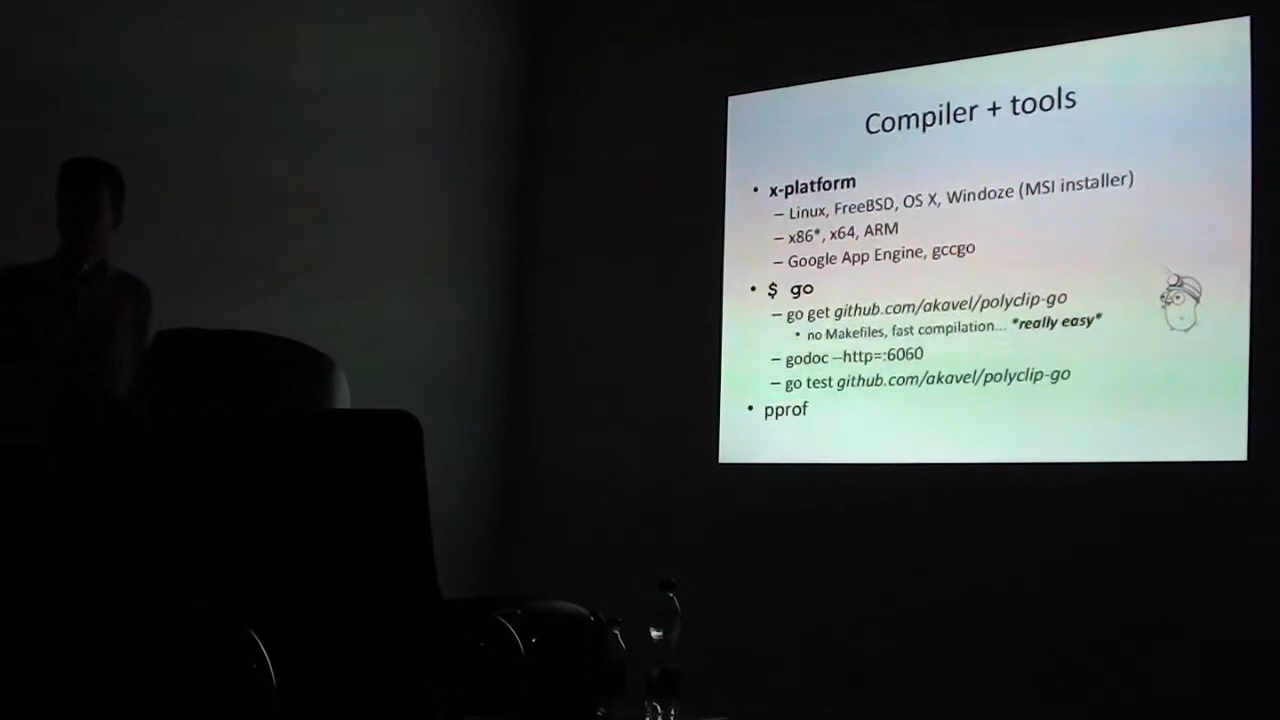 Compiler + tools
• x-platform
– Linux, FreeBSD, OS X, Windoze (MSI installer)
– x86*, x64, ARM
– Google App Engine, gccgo
• $ go
– go get github.com/akavel/polyclip-go
• no Makefiles, fast compilation... *really easy*
– godoc –http=:6060
– go test github.com/akavel/polyclip-go
• pprof